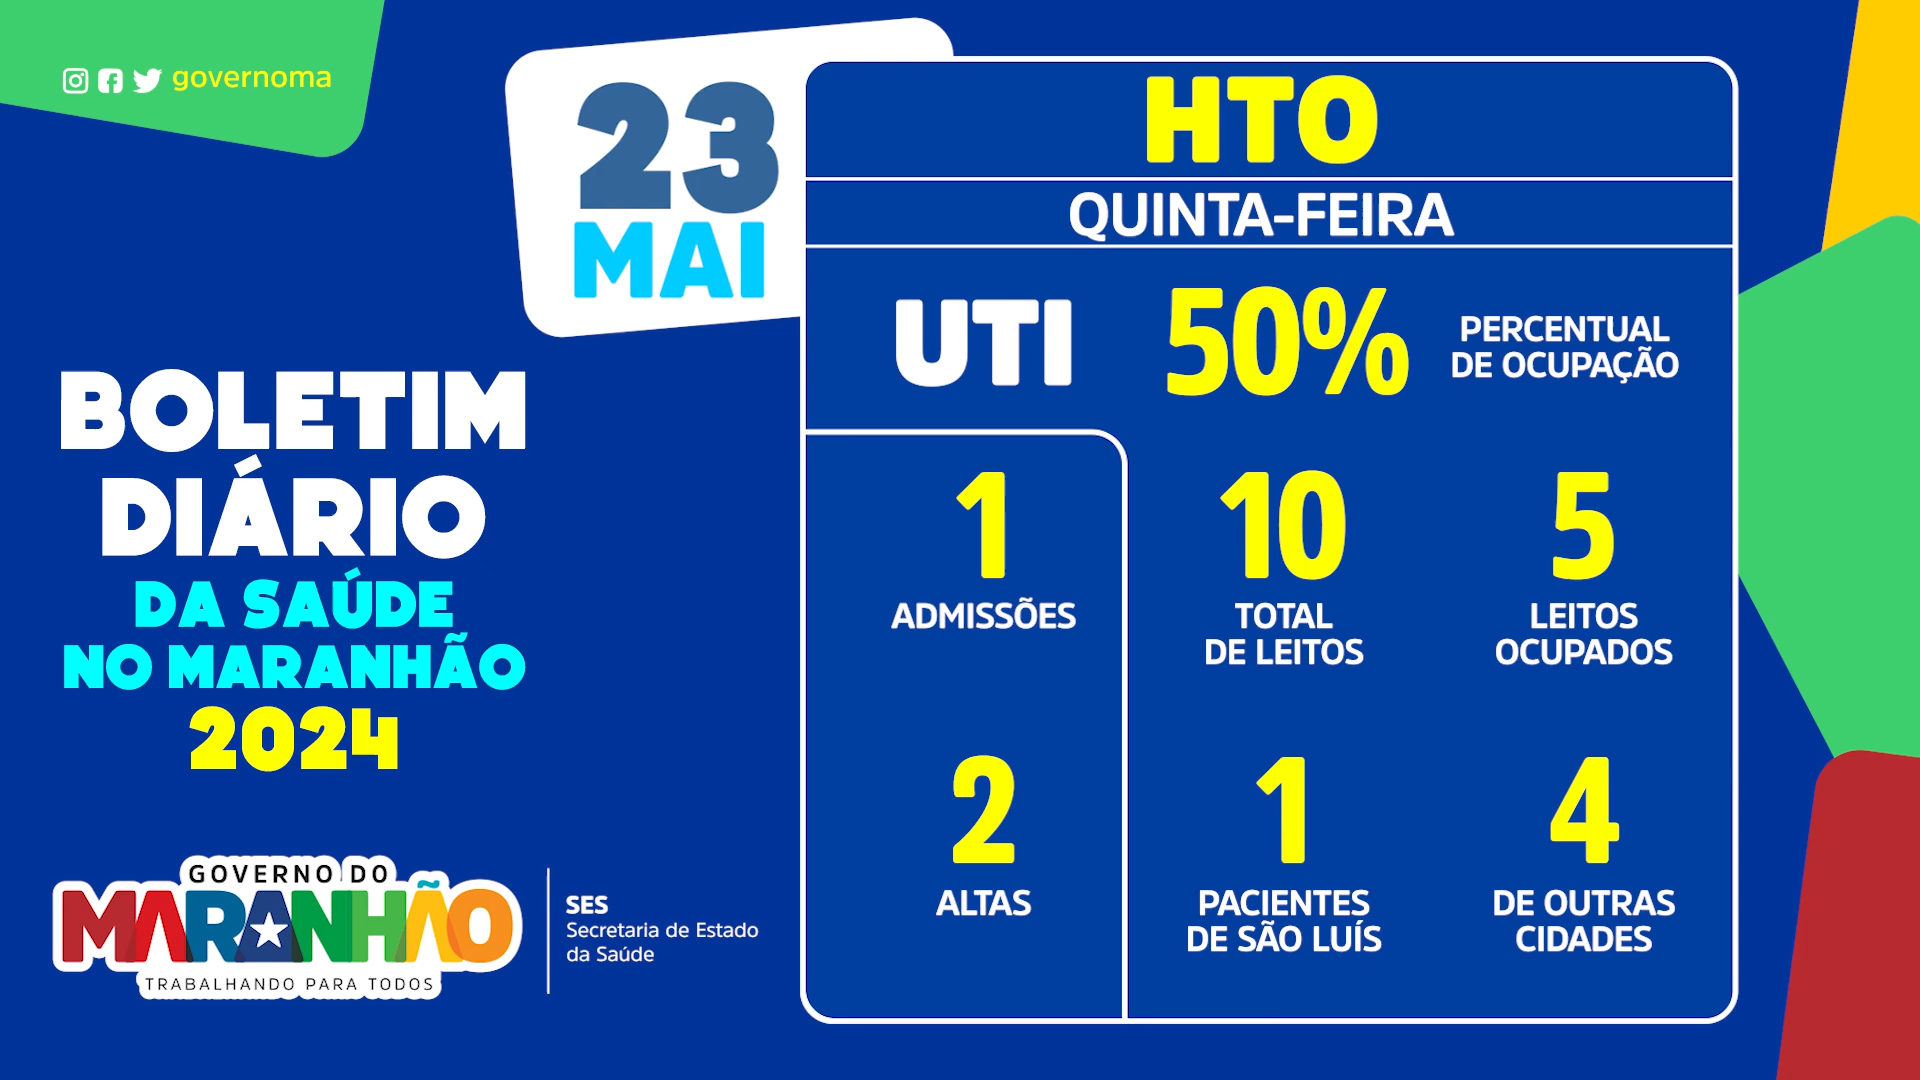 governoma
23
MAI
BOLETIM
DIÁRIO
DA SAÚDE
NO MARANHÃO
2024
GOVERNO DO
MARANHÃO
TRABALHANDO PARA TODOS
SES
Secretaria de Estado
da Saúde
HTO
QUINTA-FEIRA
UTI
50%
PERCENTUAL
DE OCUPAÇÃO
1
ADMISSÕES
10
TOTAL
DE LEITOS
5
LEITOS
OCUPADOS
2
ALTAS
1
PACIENTES
DE SÃO LUÍS
4
DE OUTRAS
CIDADES